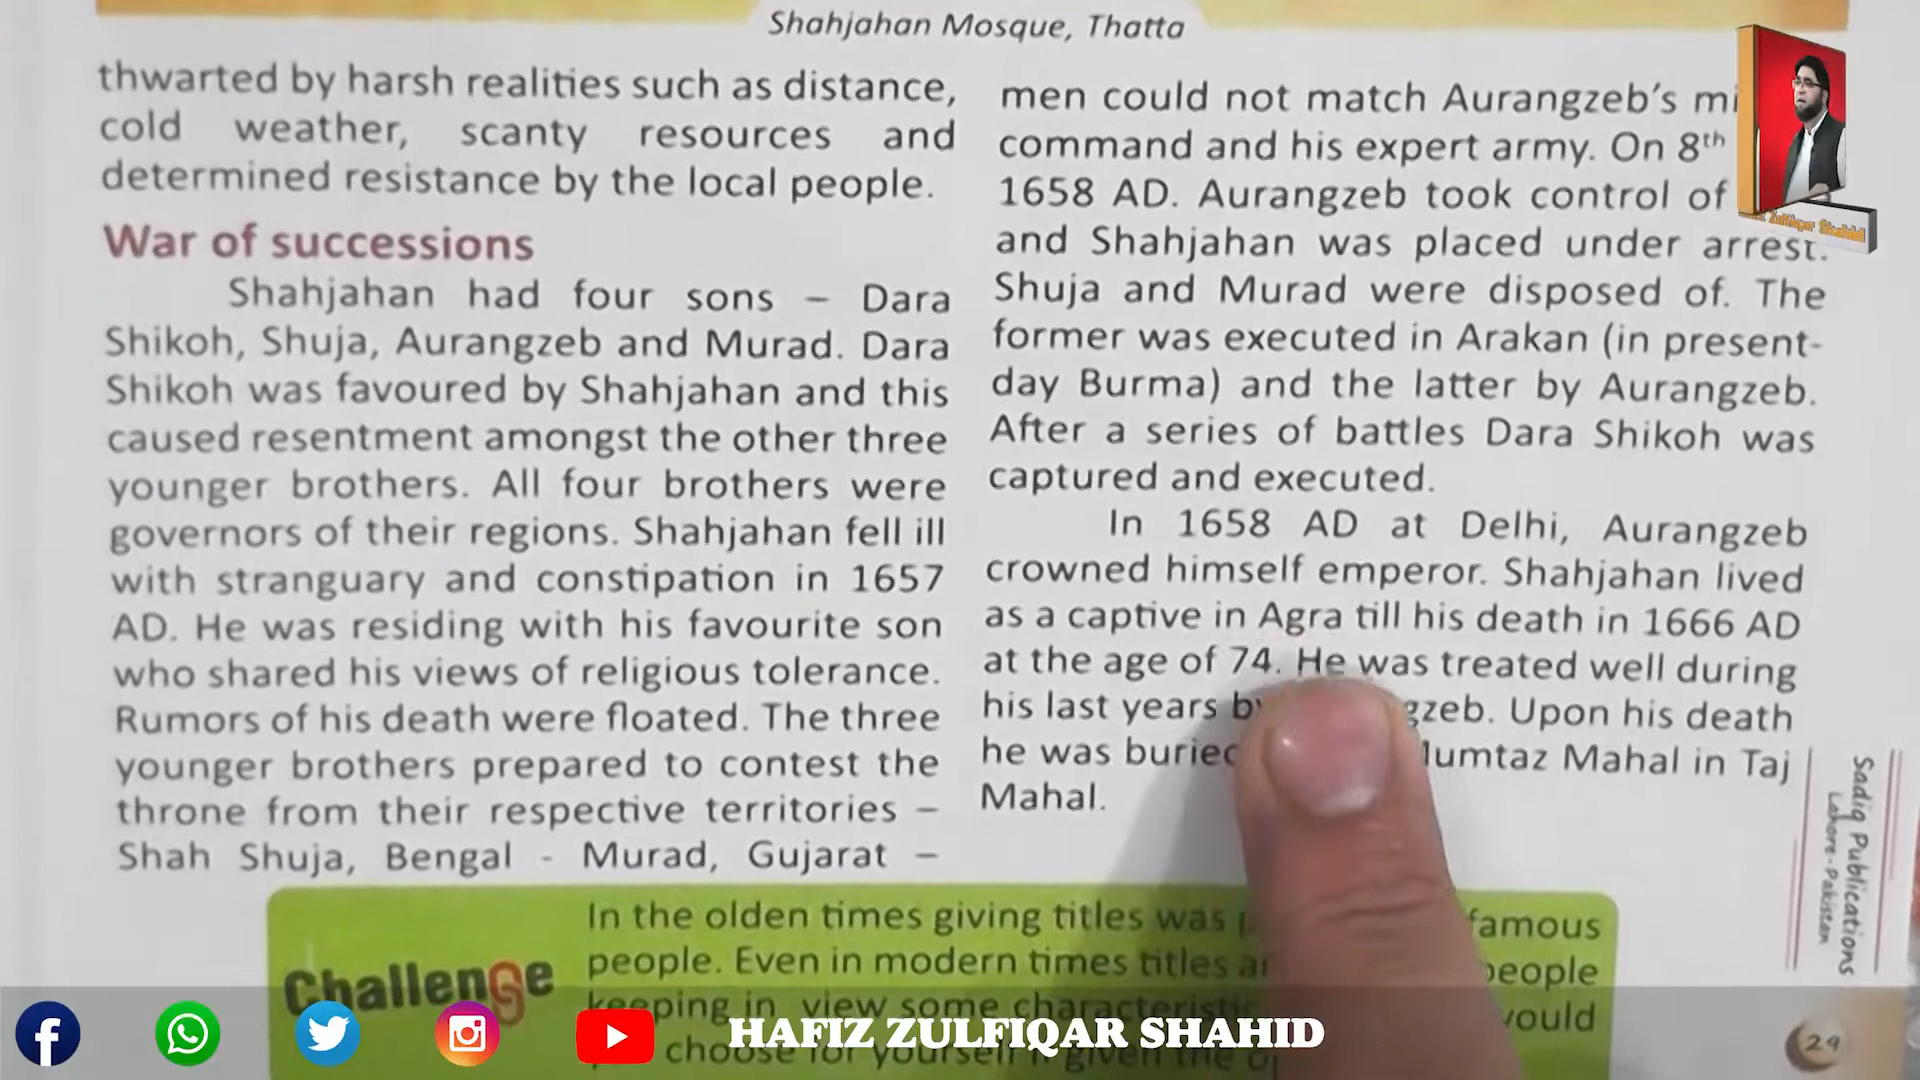 Shahjahan Mosque, Thatta
thwarted by harsh realities such as distance,
cold weather, scanty resources and
determined resistance by the local people.
War of successions
Shahjahan had four sons – Dara
Shikoh, Shuja, Aurangzeb and Murad. Dara
Shikoh was favoured by Shahjahan and this
caused resentment amongst the other three
younger brothers. All four brothers were
governors of their regions. Shahjahan fell ill
with stranguary and constipation in 1657
AD. He was residing with his favourite son
who shared his views of religious tolerance.
Rumors of his death were floated. The three
younger brothers prepared to contest the
throne from their respective territories –
Shah Shuja, Bengal - Murad, Gujarat –
men could not match Aurangzeb's
command and his expert army. On 8th
1658 AD. Aurangzeb took control of
and Shahjahan was placed under arrest.
Shuja and Murad were disposed of. The
former was executed in Arakan (in present-
day Burma) and the latter by Aurangzeb.
After a series of battles Dara Shikoh was
captured and executed.
In 1658 AD at Delhi, Aurangzeb
crowned himself emperor. Shahjahan lived
as a captive in Agra till his death in 1666 AD
at the age of 74. He was treated well during
his last years Upon his death
he was Mahal in Taj
Mahal.
Challenge
In the olden times giving titles was famous
people. Even in modern times titles people
keeping in view some
choose for yourself given the
Sadiq Publications
Lahore - Pakistan
29
Zulfiqar Shahid
HAFIZ ZULFIQAR SHAHID